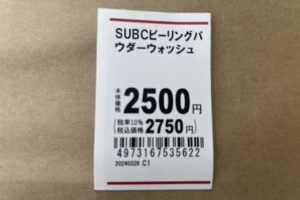 SUBCピーリングパ
ウダーウォッシュ
本体価格 2500円
(税率10%
税込価格 2750円)
4973167535622
20240328 C1